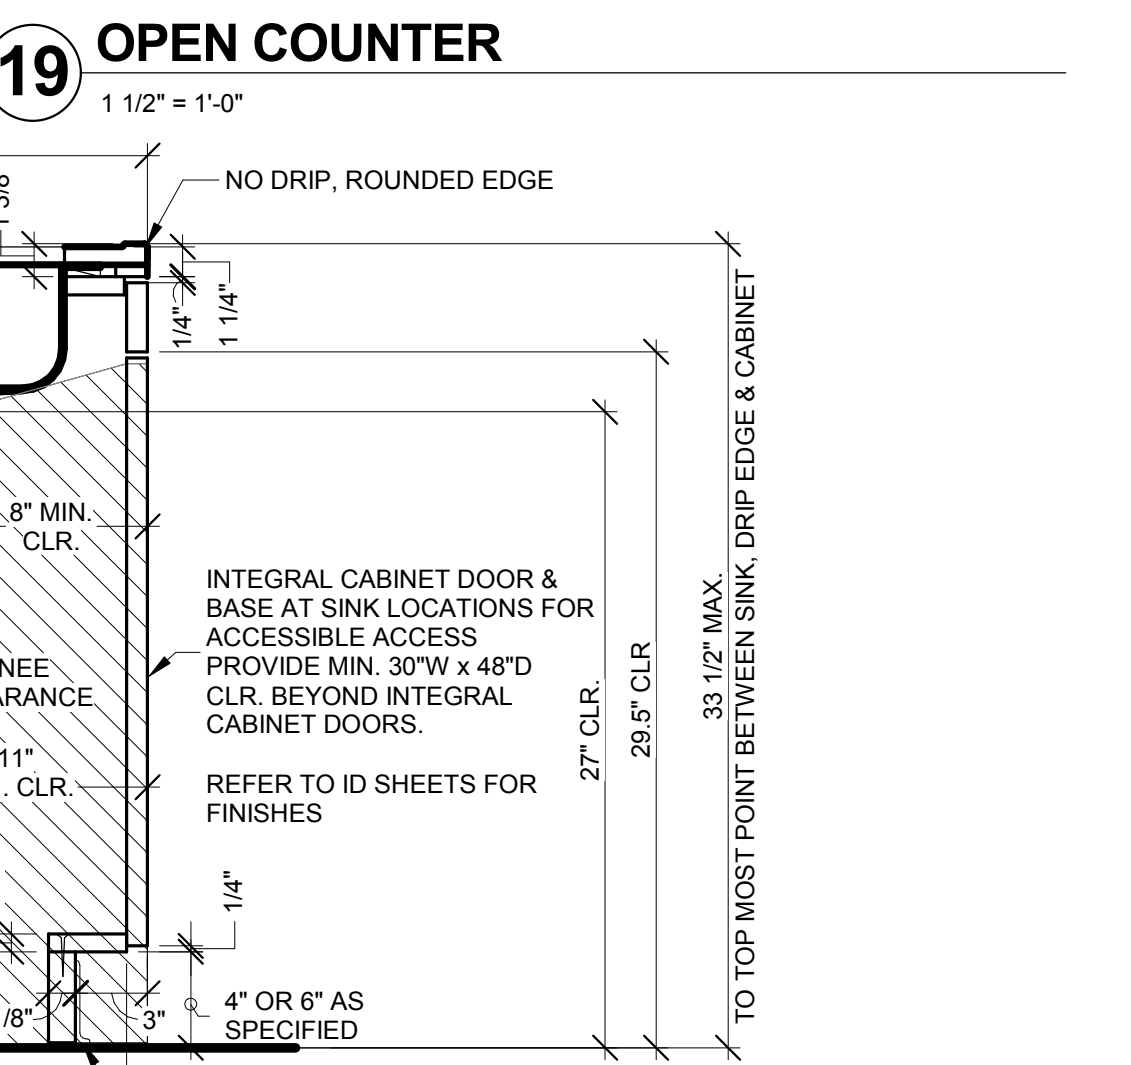 19
OPEN COUNTER
1 1/2" = 1'-0"
NO DRIP, ROUNDED EDGE
1/4"
1 1/4"
8" MIN.
CLR.
INTEGRAL CABINET DOOR &
BASE AT SINK LOCATIONS FOR
ACCESSIBLE ACCESS
PROVIDE MIN. 30"W x 48"D
CLR. BEYOND INTEGRAL
CABINET DOORS.
REFER TO ID SHEETS FOR
FINISHES
27" CLR.
29.5" CLR
33 1/2" MAX.
TO TOP MOST POINT BETWEEN SINK, DRIP EDGE & CABINET
11"
. CLR.
1/4"
/8"
3"
4" OR 6" AS
SPECIFIED